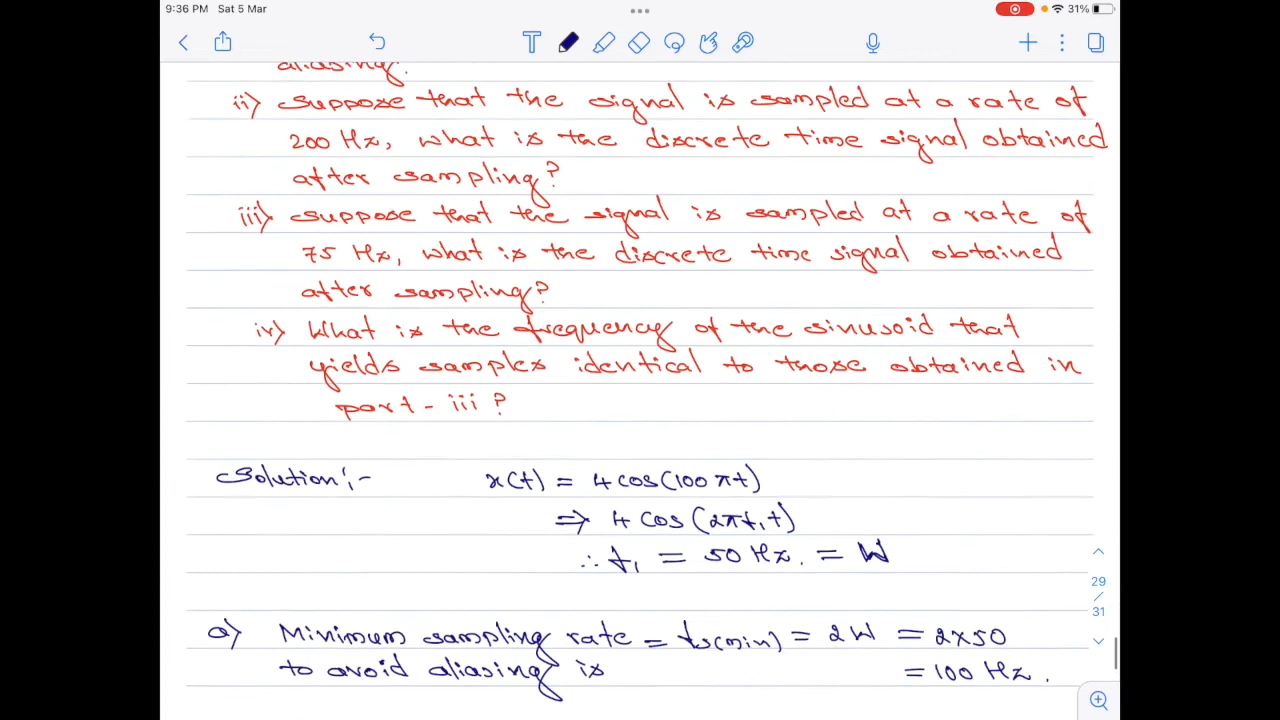 9:36 PM Sat 5 Mar
31%
aliasing.
ii) Suppose that the signal is sampled at a rate of
200 Hz, what is the discrete time signal obtained
after sampling?
iii) Suppose that the signal is sampled at a rate of
75 Hz, what is the discrete time signal obtained
after sampling?
iv) What is the frequency of the sinusoid that
yields samples identical to those obtained in
part - iii ?
Solution:- x(t) = 4 cos(100 πt)
⇒ 4 cos (2πf₁t)
∴ f₁ = 50 Hz. = W
29
/
31
a) Minimum sampling rate = fs(min) = 2W = 2×50
to avoid aliasing is = 100 Hz.